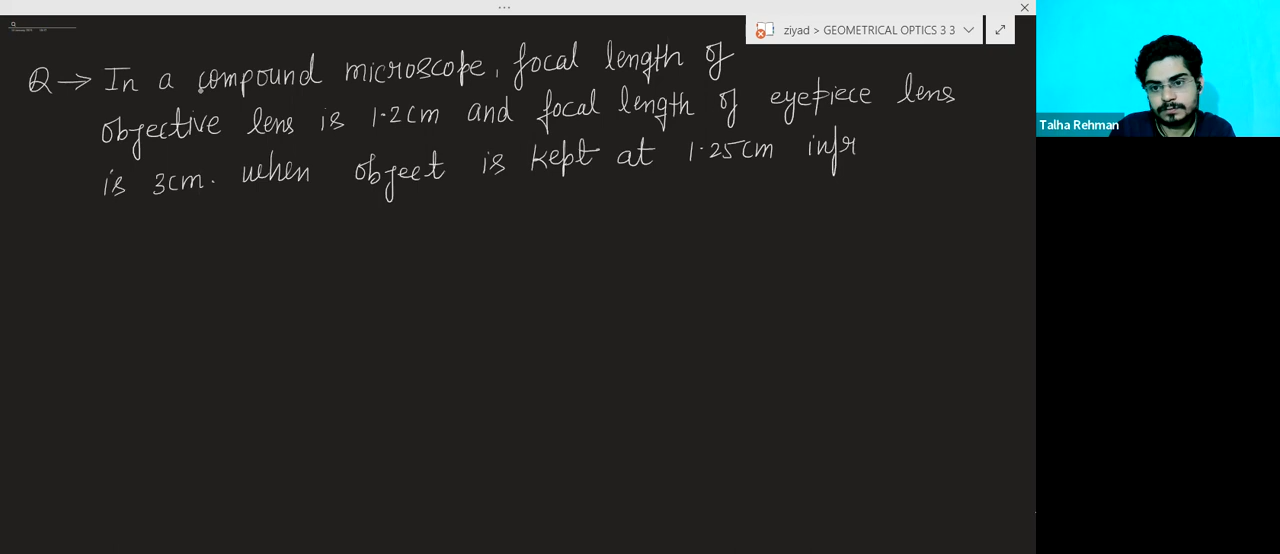 ziyad > GEOMETRICAL OPTICS 3 3
Q → In a compound microscope, focal length of
objective lens is 1.2cm and focal length of eyepiece lens
is 3cm. when object is kept at 1.25cm infr
Talha Rehman